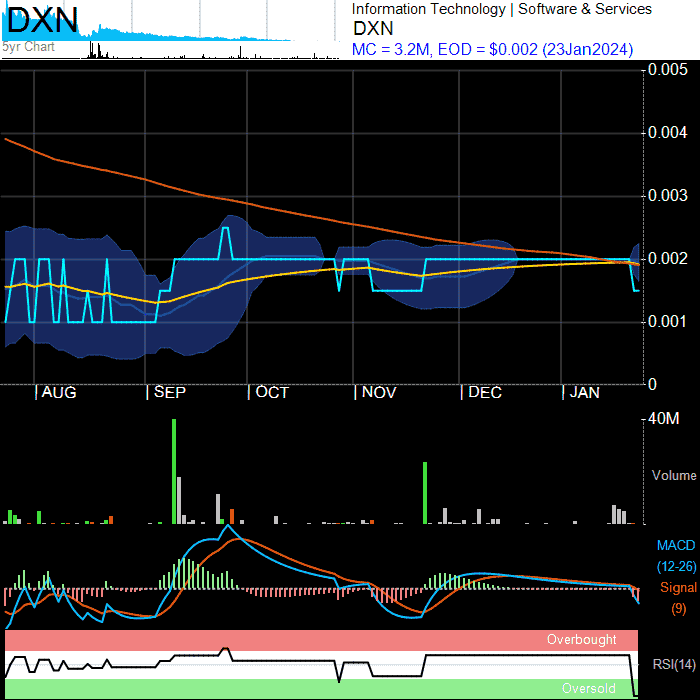 DXN
5yr Chart
Information Technology | Software & Services
DXN
MC = 3.2M, EOD = $0.002 (23Jan2024)
0.005
0.004
0.003
0.002
0.001
0
|AUG |SEP |OCT |NOV |DEC |JAN
40M
Volume
MACD
(12-26)
Signal
(9)
Overbought
RSI(14)
Oversold